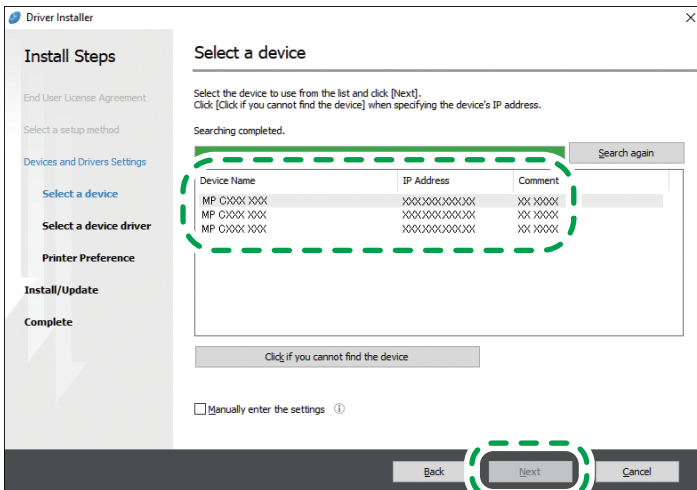 Driver Installer
Install Steps
End User License Agreement
Select a setup method
Devices and Drivers Settings
Select a device
Select a device driver
Printer Preference
Install/Update
Complete
Select a device
Select the device to use from the list and click [Next].
Click [Click if you cannot find the device] when specifying the device's IP address.
Searching completed.
Search again
Device Name IP Address Comment
MP CXXX XXX XXX.XXX.XXX.XX XX XXXX
MP CXXX XXX XXX.XXX.XXX.XX XX XXXX
MP CXXX XXX XXX.XXX.XXX.XX XX XXXX
Click if you cannot find the device
Manually enter the settings
Back Next Cancel